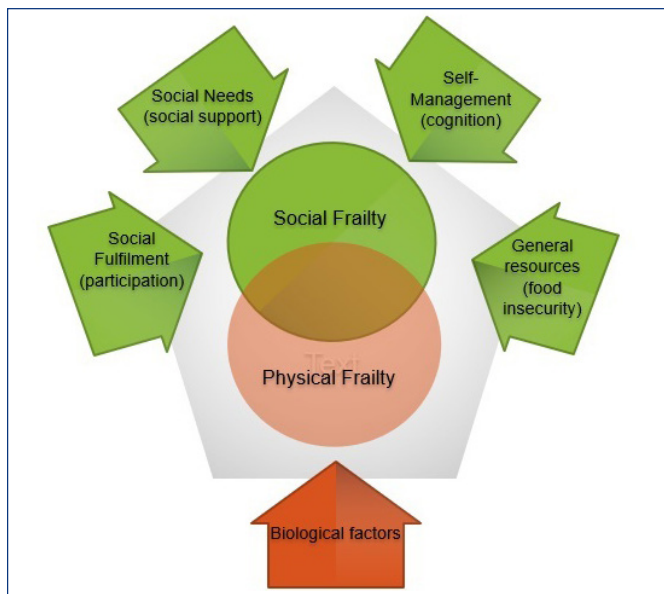 Social Needs
(social support)
Self-
Management
(cognition)
Social Frailty
Social
Fulfilment
(participation)
General
resources
(food
insecurity)
Text
Physical Frailty
Biological factors